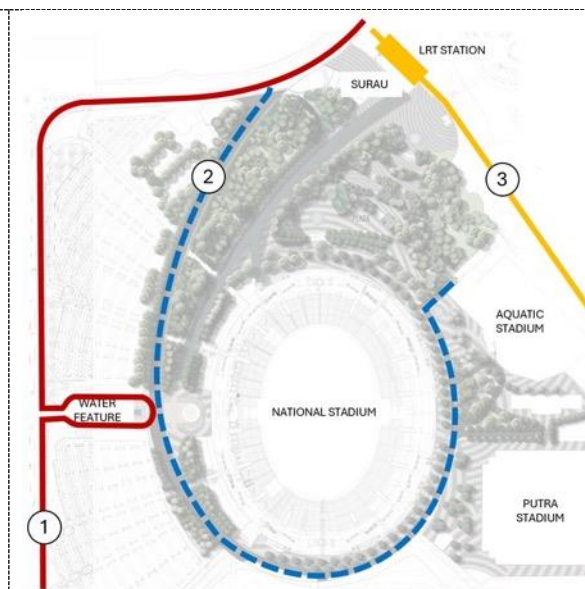 LRT STATION
SURAU
2
3
AQUATIC
STADIUM
WATER
FEATURE
NATIONAL STADIUM
PUTRA
STADIUM
1